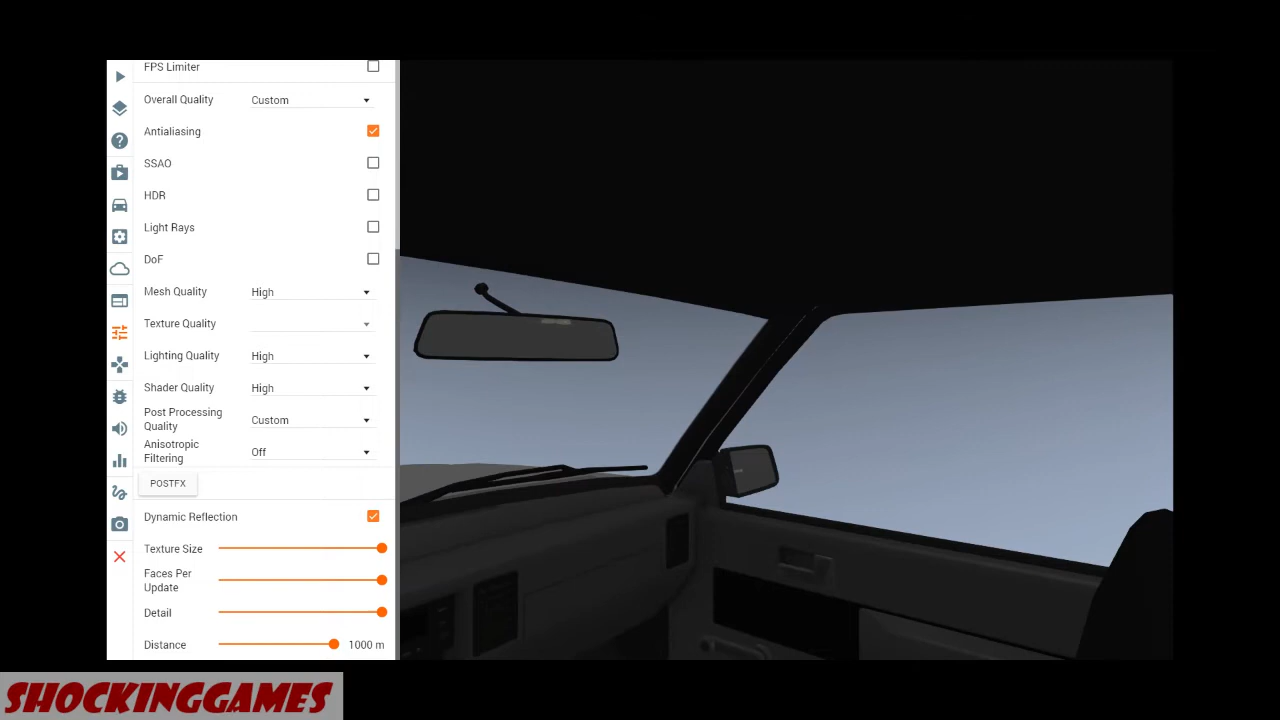 FPS Limiter
Overall Quality Custom
Antialiasing
SSAO
HDR
Light Rays
DoF
Mesh Quality High
Texture Quality
Lighting Quality High
Shader Quality High
Post Processing
Quality Custom
Anisotropic
Filtering Off
POSTFX
Dynamic Reflection
Texture Size
Faces Per
Update
Detail
Distance 1000 m
SHOCKINGGAMES